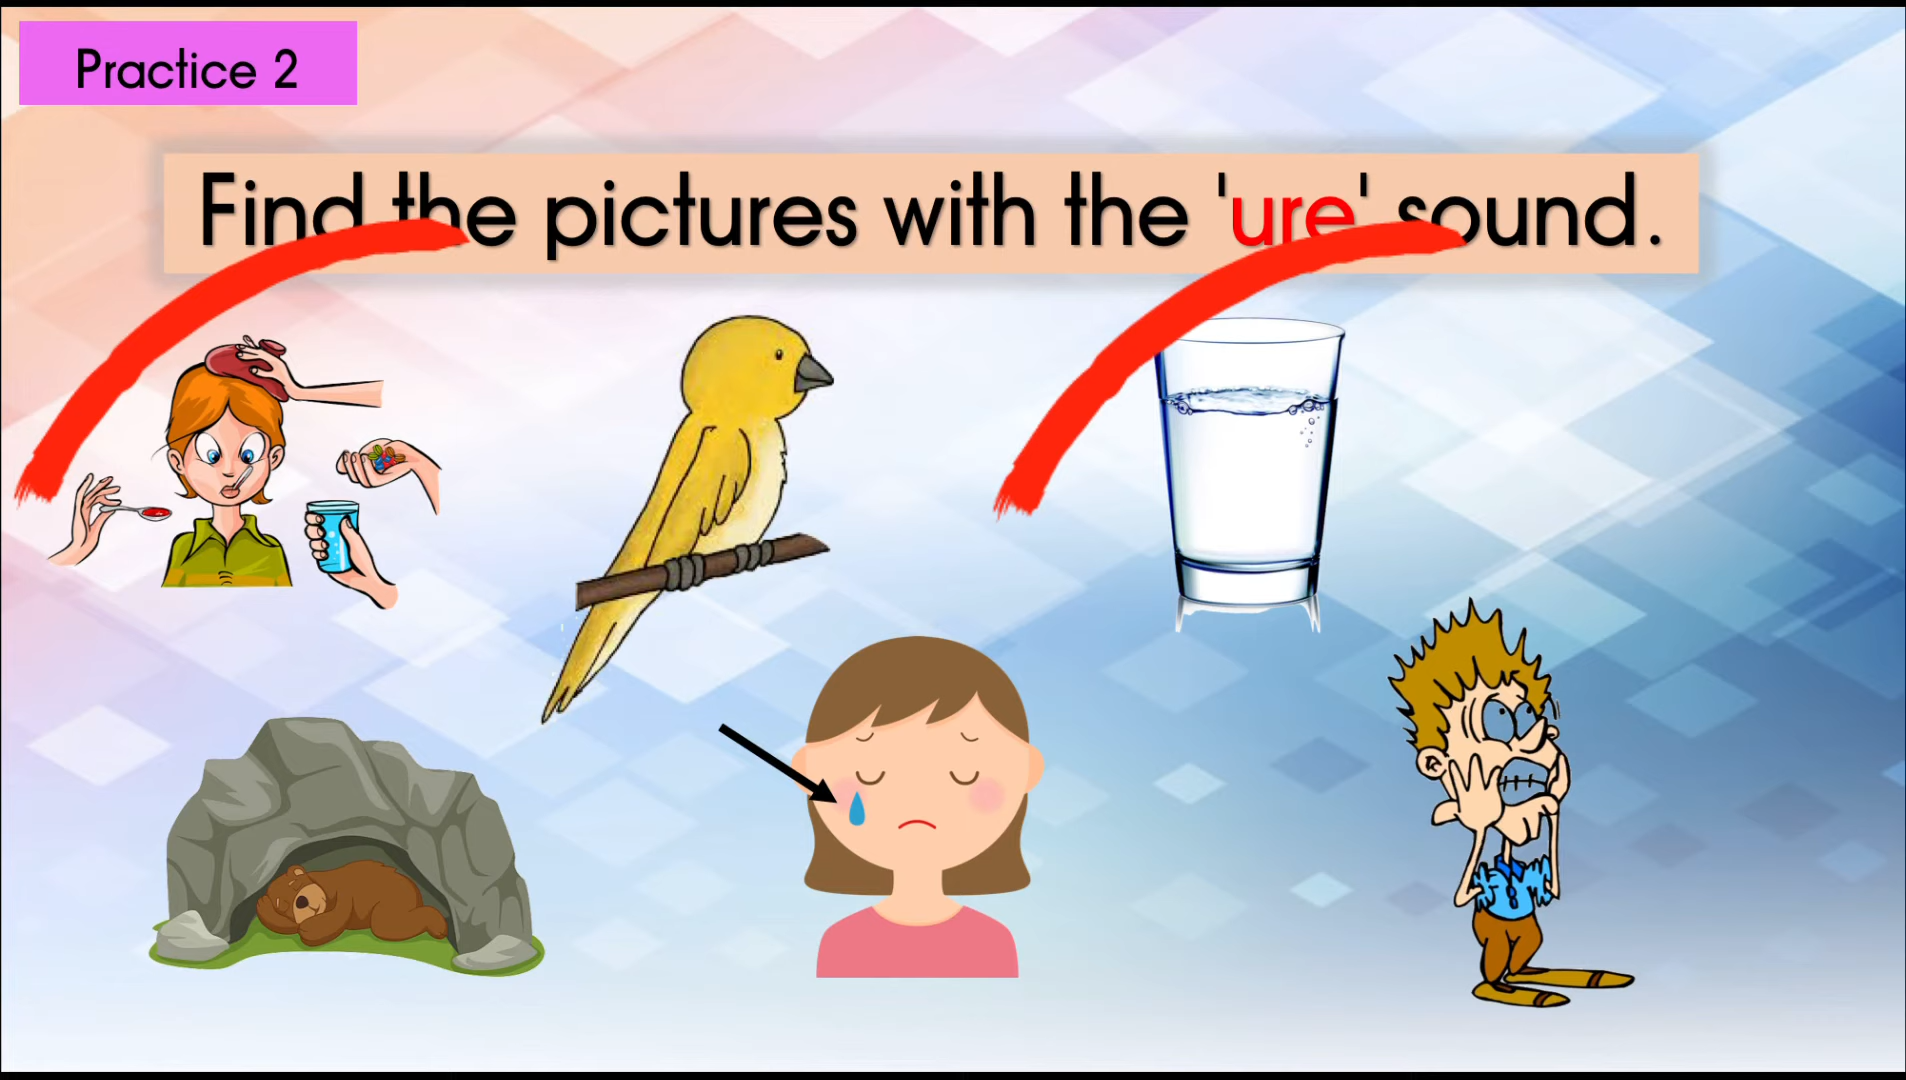 Practice 2
Find the pictures with the 'ure' sound.